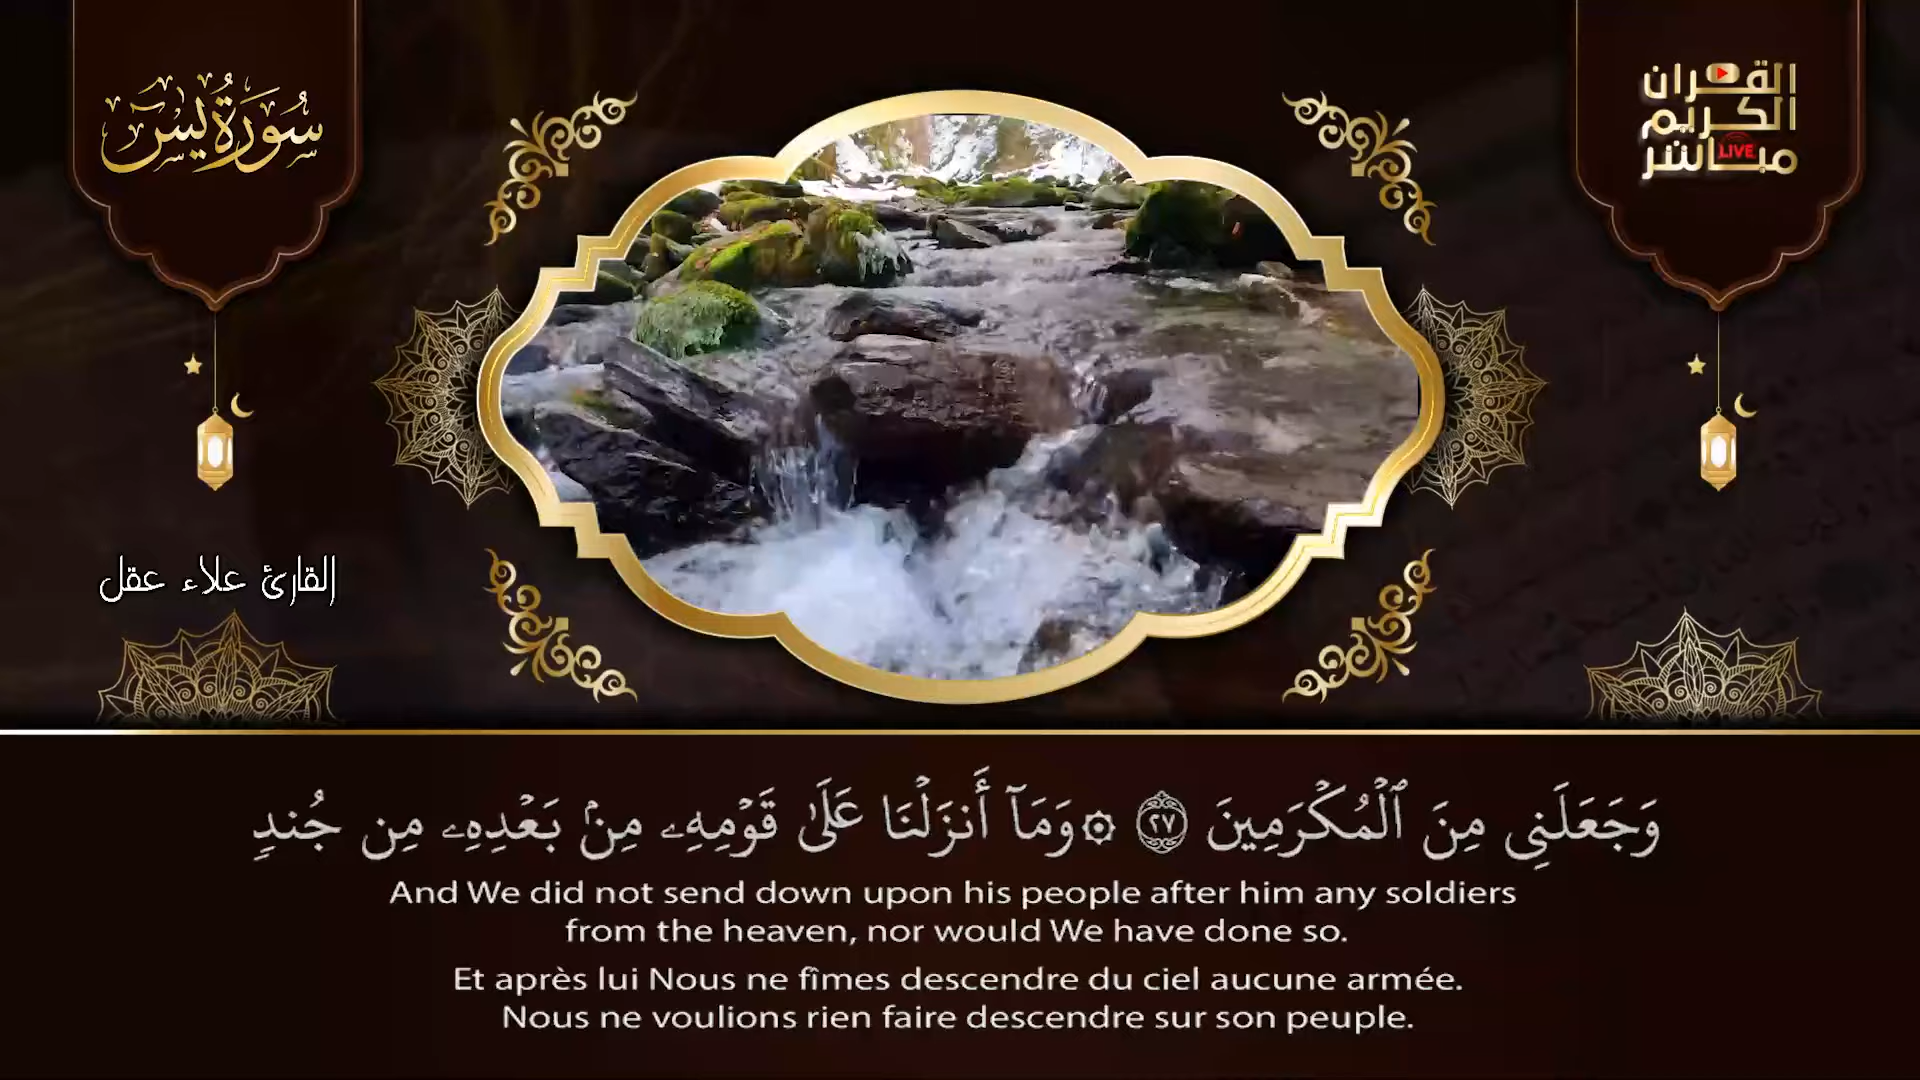 سُورَةُ يس
القرآن
الكريم
مباشر
LIVE
القارئ علاء عقل
وَجَعَلَنِى مِنَ ٱلْمُكْرَمِينَ ٢٧ ۞ وَمَآ أَنزَلْنَا عَلَىٰ قَوْمِهِۦ مِنۢ بَعْدِهِۦ مِن جُندٍ
And We did not send down upon his people after him any soldiers
from the heaven, nor would We have done so.
Et après lui Nous ne fîmes descendre du ciel aucune armée.
Nous ne voulions rien faire descendre sur son peuple.